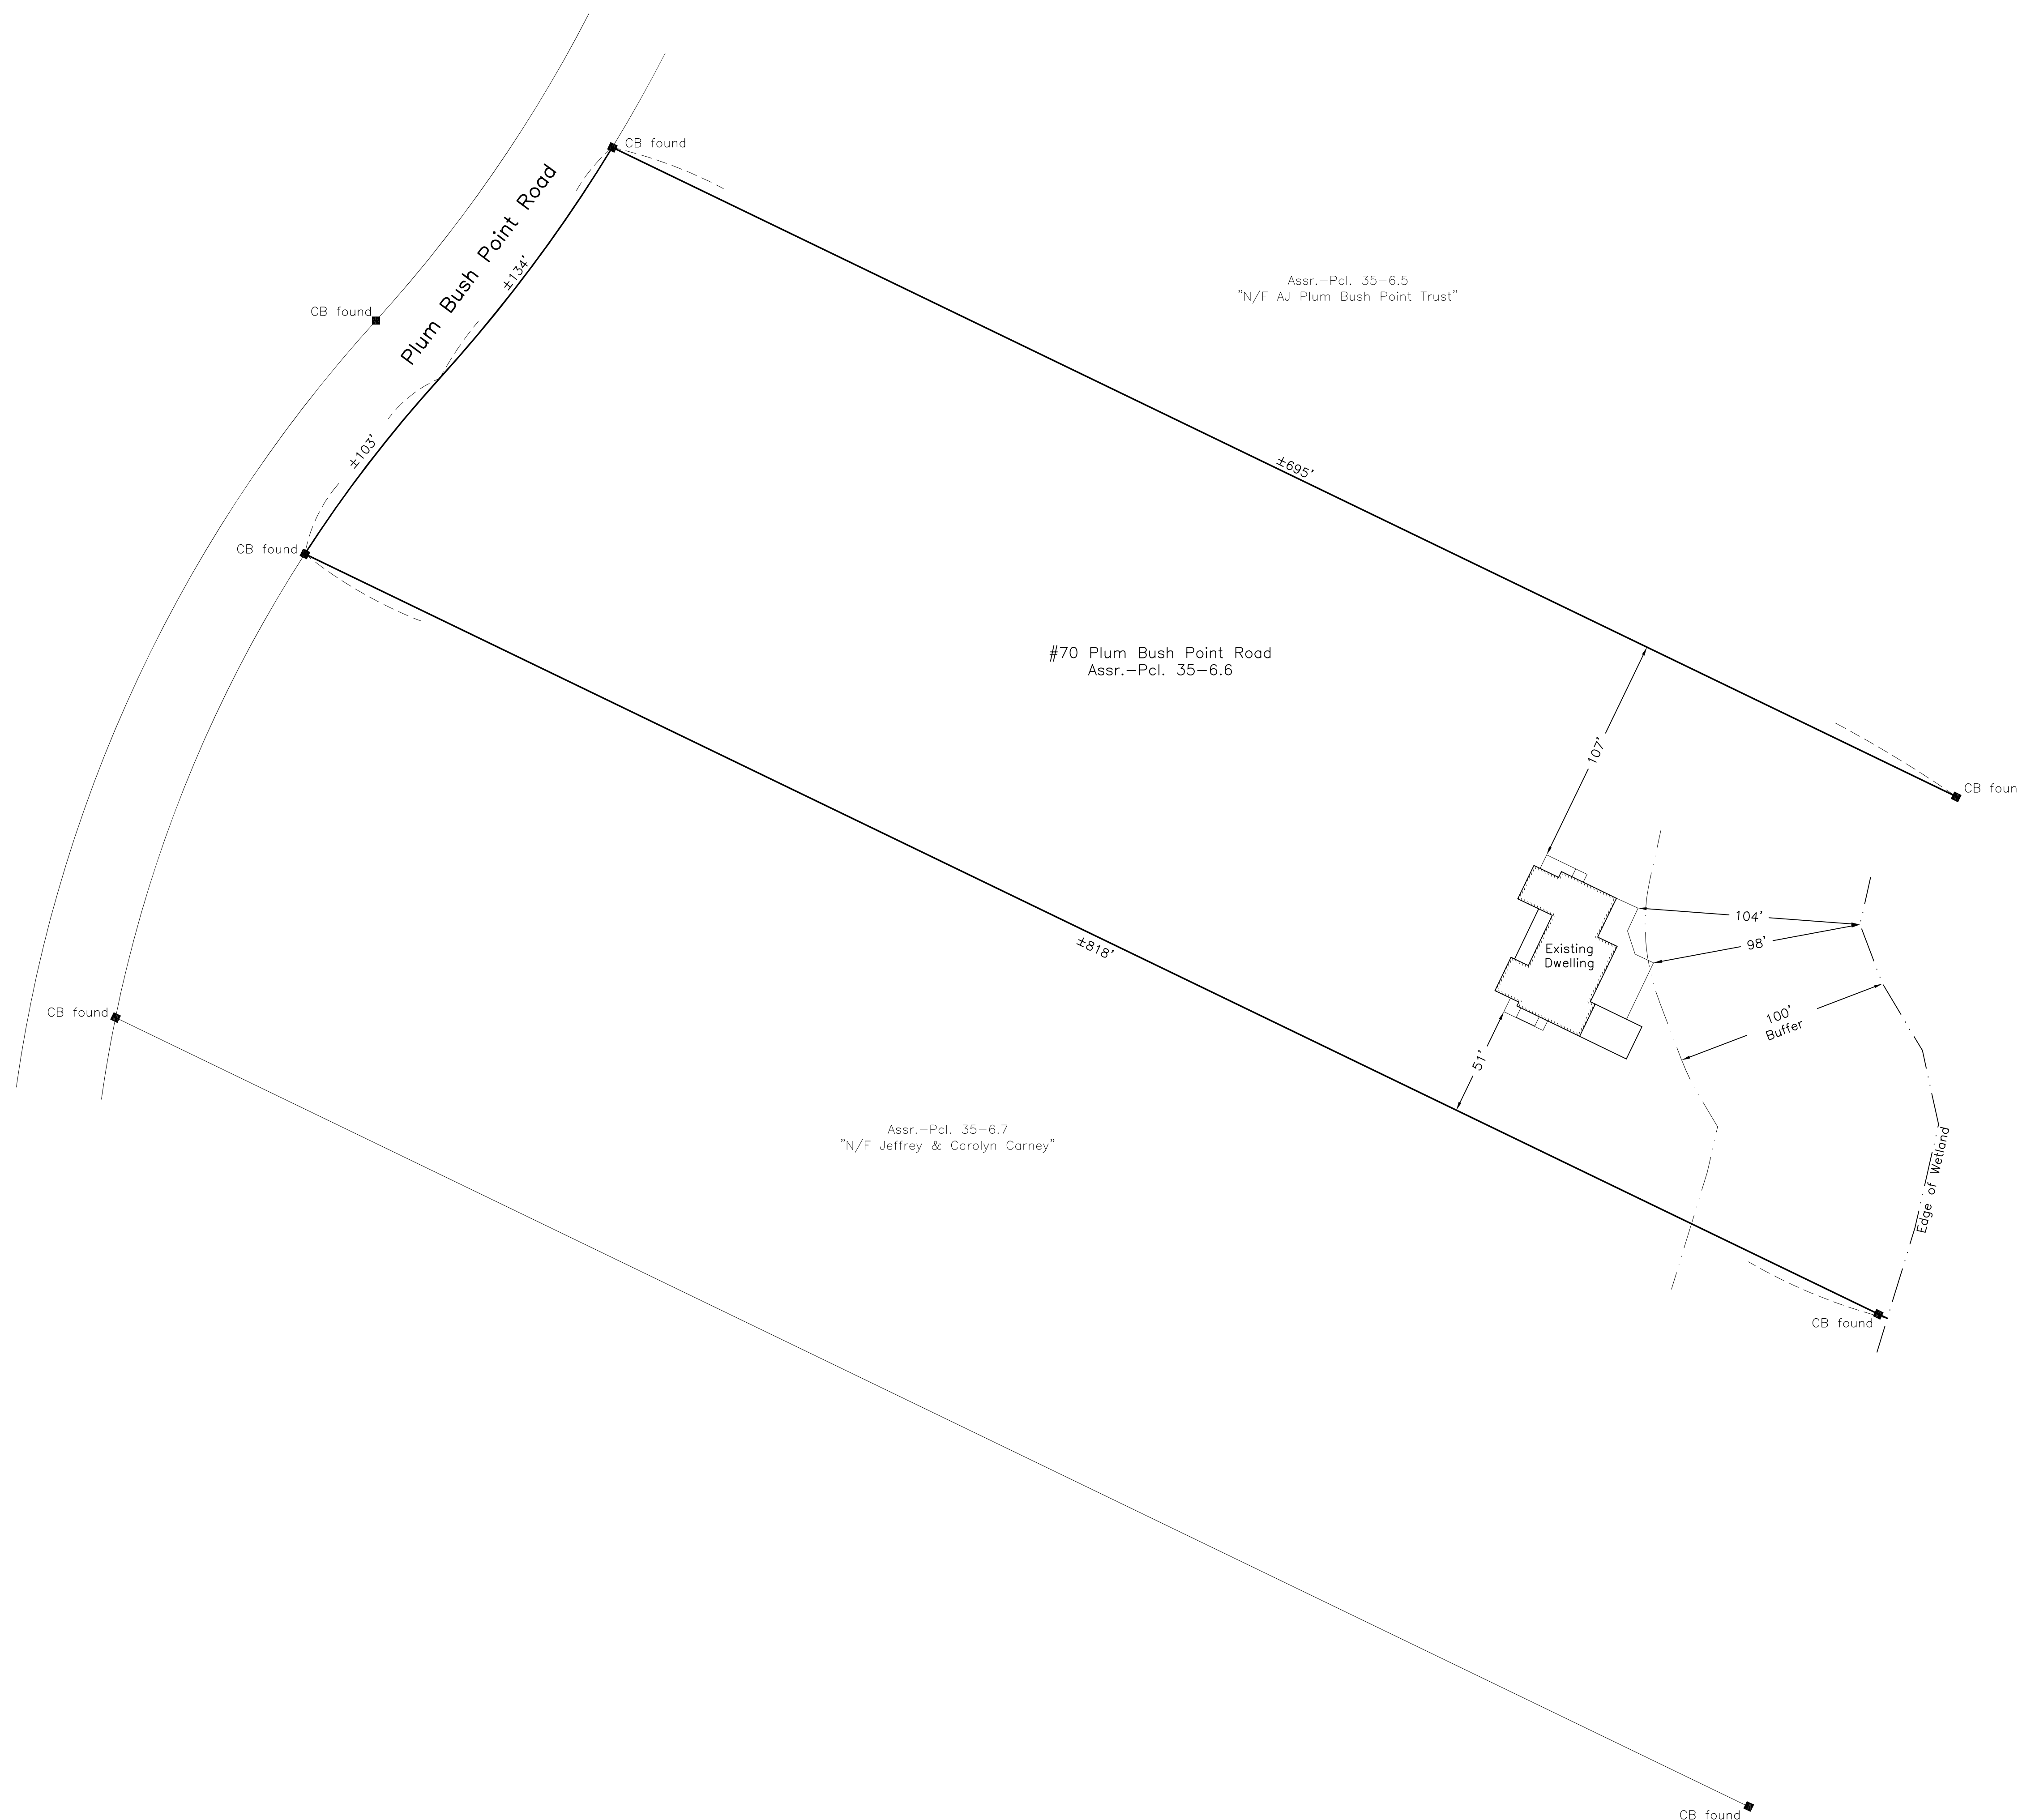 CB found
Plum Bush Point Road
±134'
Assr.-Pcl. 35-6.5
"N/F AJ Plum Bush Point Trust"
CB found
±103'
±695'
CB found
#70 Plum Bush Point Road
Assr.-Pcl. 35-6.6
107'
CB foun
104'
98'
Existing
Dwelling
±818'
100'
Buffer
CB found
51'
Assr.-Pcl. 35-6.7
"N/F Jeffrey & Carolyn Carney"
Edge of Wetland
CB found
CB found